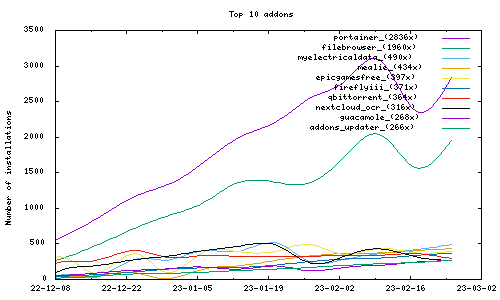 Top 10 addons
3500
3000
2500
2000
1500
1000
500
0
Number of installations
portainer_(2836x)
filebrowser_(1960x)
myelectricaldata_(490x)
mealie_(434x)
epicgamesfree_(397x)
fireflyiii_(371x)
qbittorrent_(364x)
nextcloud_ocr_(316x)
guacamole_(268x)
addons_updater_(266x)
22-12-08 22-12-22 23-01-05 23-01-19 23-02-02 23-02-16 23-03-02